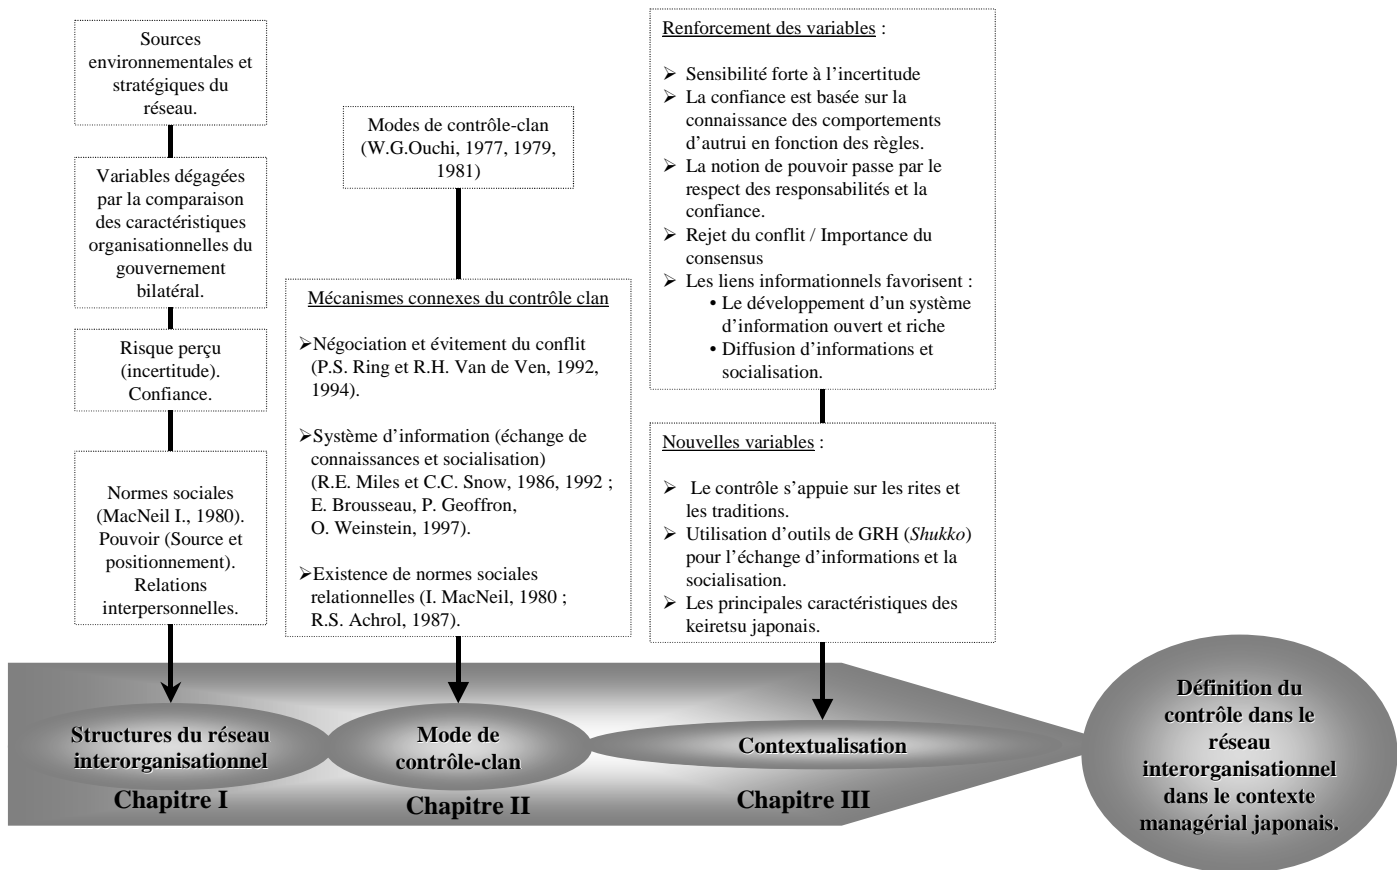 Sources
environnementales et
stratégiques du
réseau.
Variables dégagées
par la comparaison
des caractéristiques
organisationnelles du
gouvernement
bilatéral.
Risque perçu
(incertitude).
Confiance.
Normes sociales
(MacNeil I., 1980).
Pouvoir (Source et
positionnement).
Relations
interpersonnelles.
Structures du réseau
interorganisationnel
Chapitre I
Modes de contrôle-clan
(W.G.Ouchi, 1977, 1979,
1981)
Mécanismes connexes du contrôle clan
➢Négociation et évitement du conflit
(P.S. Ring et R.H. Van de Ven, 1992,
1994).
➢Système d’information (échange de
connaissances et socialisation)
(R.E. Miles et C.C. Snow, 1986, 1992 ;
E. Brousseau, P. Geoffron,
O. Weinstein, 1997).
➢Existence de normes sociales
relationnelles (I. MacNeil, 1980 ;
R.S. Achrol, 1987).
Mode de
contrôle-clan
Chapitre II
Renforcement des variables :
➢ Sensibilité forte à l’incertitude
➢ La confiance est basée sur la
connaissance des comportements
d’autrui en fonction des règles.
➢ La notion de pouvoir passe par le
respect des responsabilités et la
confiance.
➢ Rejet du conflit / Importance du
consensus
➢ Les liens informationnels favorisent :
• Le développement d’un système
d’information ouvert et riche
• Diffusion d’informations et
socialisation.
Nouvelles variables :
➢ Le contrôle s’appuie sur les rites et
les traditions.
➢ Utilisation d’outils de GRH (Shukko)
pour l’échange d’informations et la
socialisation.
➢ Les principales caractéristiques des
keiretsu japonais.
Contextualisation
Chapitre III
Définition du
contrôle dans le
réseau
interorganisationnel
dans le contexte
managérial japonais.